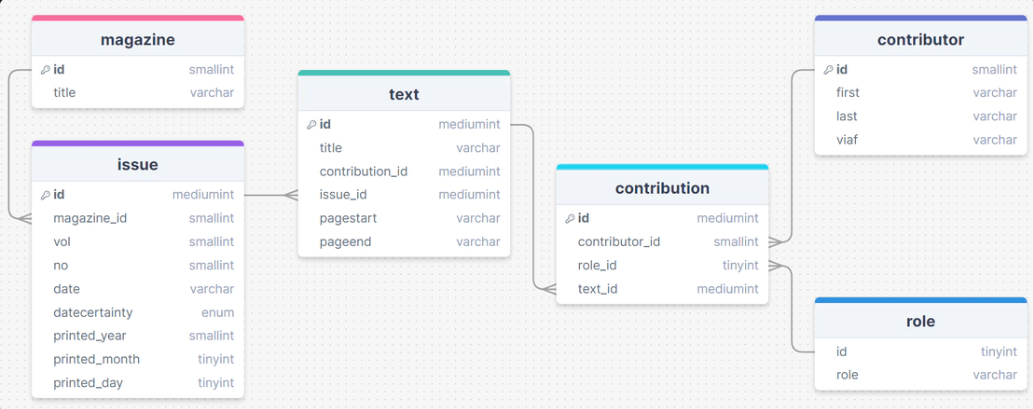 magazine
id smallint
title varchar
issue
id mediumint
magazine_id smallint
vol smallint
no smallint
date varchar
datecertainty enum
printed_year smallint
printed_month tinyint
printed_day tinyint
text
id mediumint
title varchar
contribution_id mediumint
issue_id mediumint
pagestart varchar
pageend varchar
contribution
id mediumint
contributor_id smallint
role_id tinyint
text_id mediumint
contributor
id smallint
first varchar
last varchar
viaf varchar
role
id tinyint
role varchar